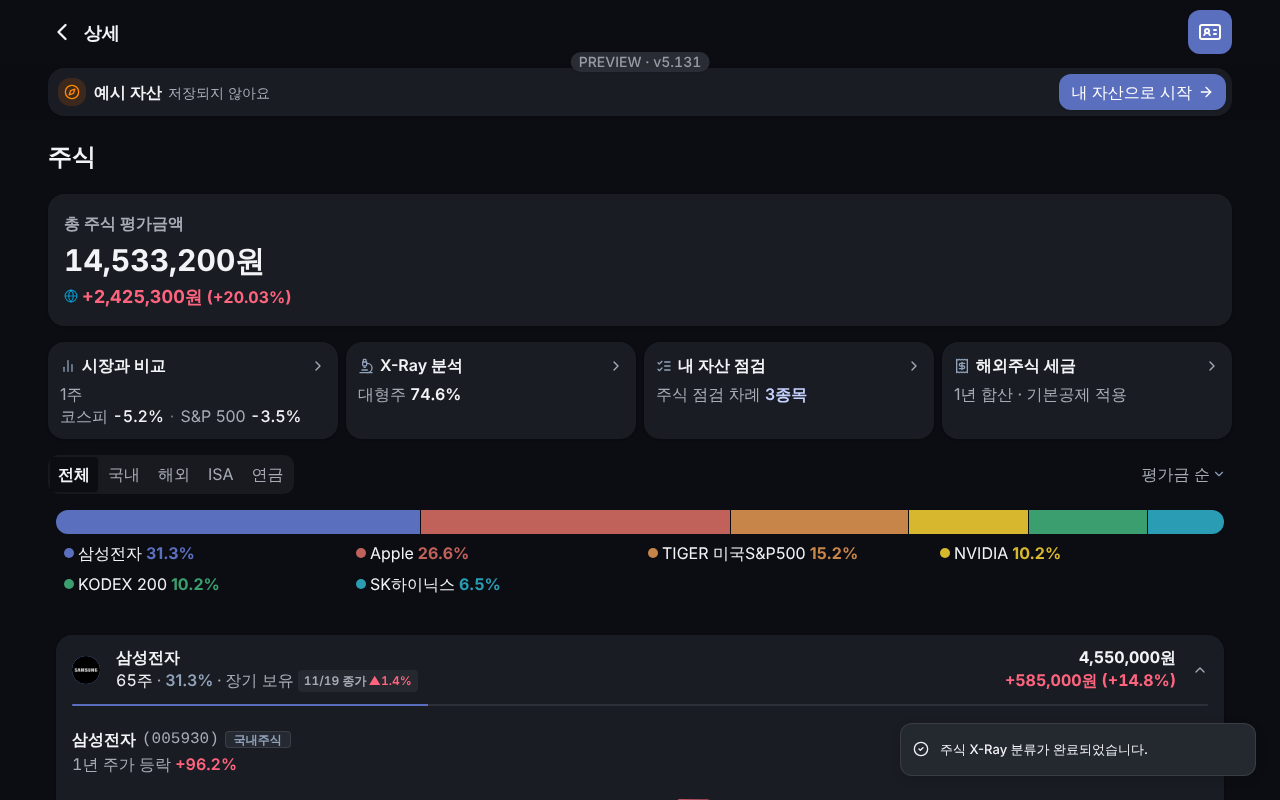 상세
PREVIEW · v5.131
예시 자산 저장되지 않아요
내 자산으로 시작
주식
총 주식 평가금액
14,533,200원
+2,425,300원 (+20.03%)
시장과 비교
1주
코스피 -5.2% · S&P 500 -3.5%
X-Ray 분석
대형주 74.6%
내 자산 점검
주식 점검 차례 3종목
해외주식 세금
1년 합산 · 기본공제 적용
전체 국내 해외 ISA 연금
평가금 순
삼성전자 31.3%
Apple 26.6%
TIGER 미국S&P500 15.2%
NVIDIA 10.2%
KODEX 200 10.2%
SK하이닉스 6.5%
SAMSUNG
삼성전자
65주 · 31.3% · 장기 보유 11/19 종가 ▲1.4%
4,550,000원
+585,000원 (+14.8%)
삼성전자 (005930) 국내주식
1년 주가 등락 +96.2%
주식 X-Ray 분류가 완료되었습니다.